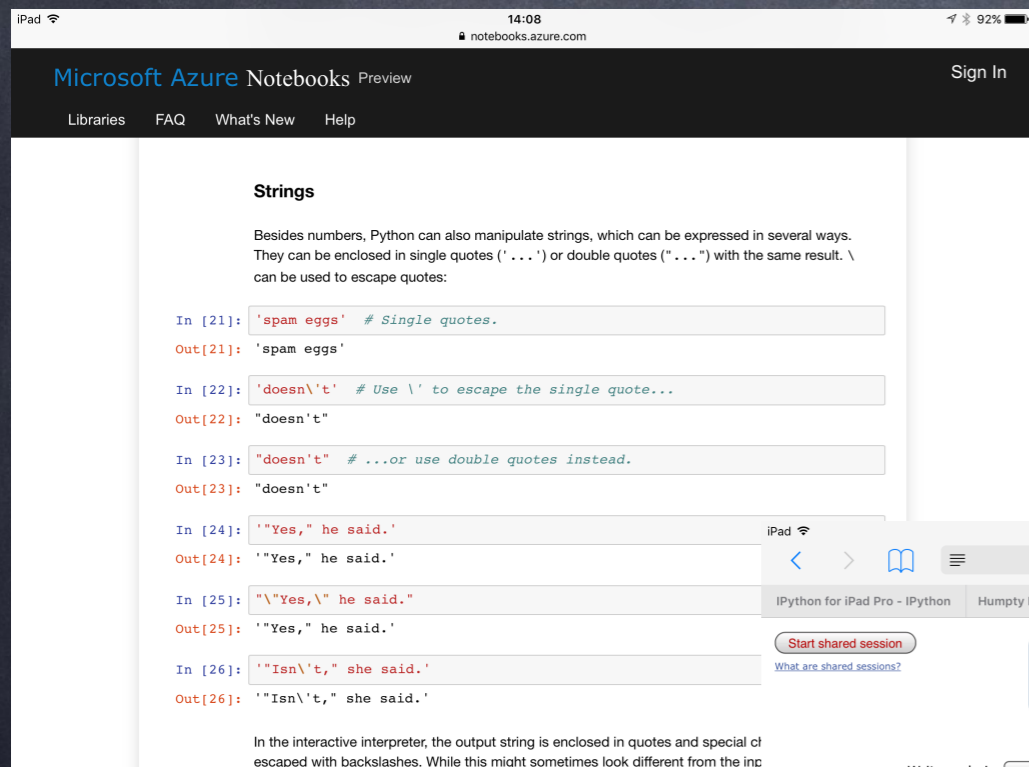 iPad 14:08 92%
notebooks.azure.com
Microsoft Azure Notebooks Preview
Sign In
Libraries FAQ What's New Help
Strings
Besides numbers, Python can also manipulate strings, which can be expressed in several ways.
They can be enclosed in single quotes ('...') or double quotes ("...") with the same result. \
can be used to escape quotes:
In [21]: 'spam eggs' # Single quotes.
Out[21]: 'spam eggs'
In [22]: 'doesn\'t' # Use \' to escape the single quote...
Out[22]: "doesn't"
In [23]: "doesn't" # ...or use double quotes instead.
Out[23]: "doesn't"
In [24]: '"Yes," he said.'
Out[24]: '"Yes," he said.'
In [25]: "\"Yes,\" he said."
Out[25]: '"Yes," he said.'
In [26]: '"Isn\'t," she said.'
Out[26]: '"Isn\'t," she said.'
In the interactive interpreter, the output string is enclosed in quotes and special
escaped with backslashes. While this might sometimes look different from the
iPad
IPython for iPad Pro - IPython Humpty
Start shared session
What are shared sessions?